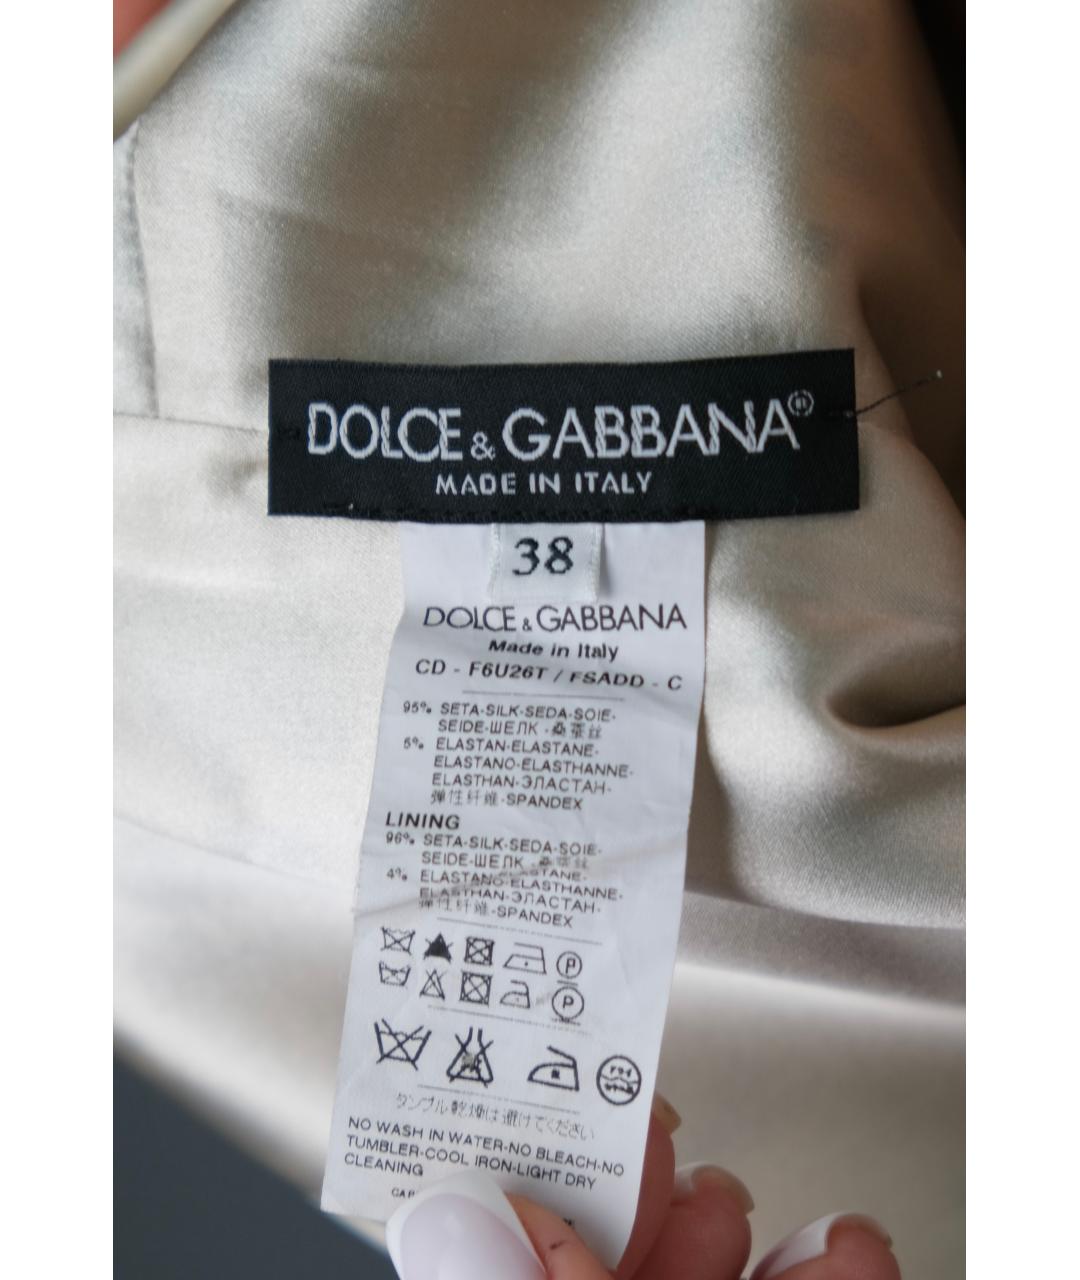 DOLCE & GABBANA®
MADE IN ITALY
38
DOLCE & GABBANA
Made in Italy
CD - F6U26T / FSADD - C
95% SETA-SILK-SEDA-SOIE-
SEIDE-ШЕЛК -桑蚕丝
5% ELASTAN-ELASTANE-
ELASTANO-ELASTHANNE-
ELASTHAN-ЭЛАСТАН-
弹性纤维-SPANDEX
LINING
96% SETA-SILK-SEDA-SOIE-
SEIDE-ШЕЛК -桑蚕丝
4% ELASTAN-ELASTANE-
ELASTANO-ELASTHANNE-
ELASTHAN-ЭЛАСТАН-
弹性纤维-SPANDEX
P
P
ドライ
タンブル乾燥は避けてください
NO WASH IN WATER-NO BLEACH-NO
TUMBLER-COOL IRON-LIGHT DRY
CLEANING